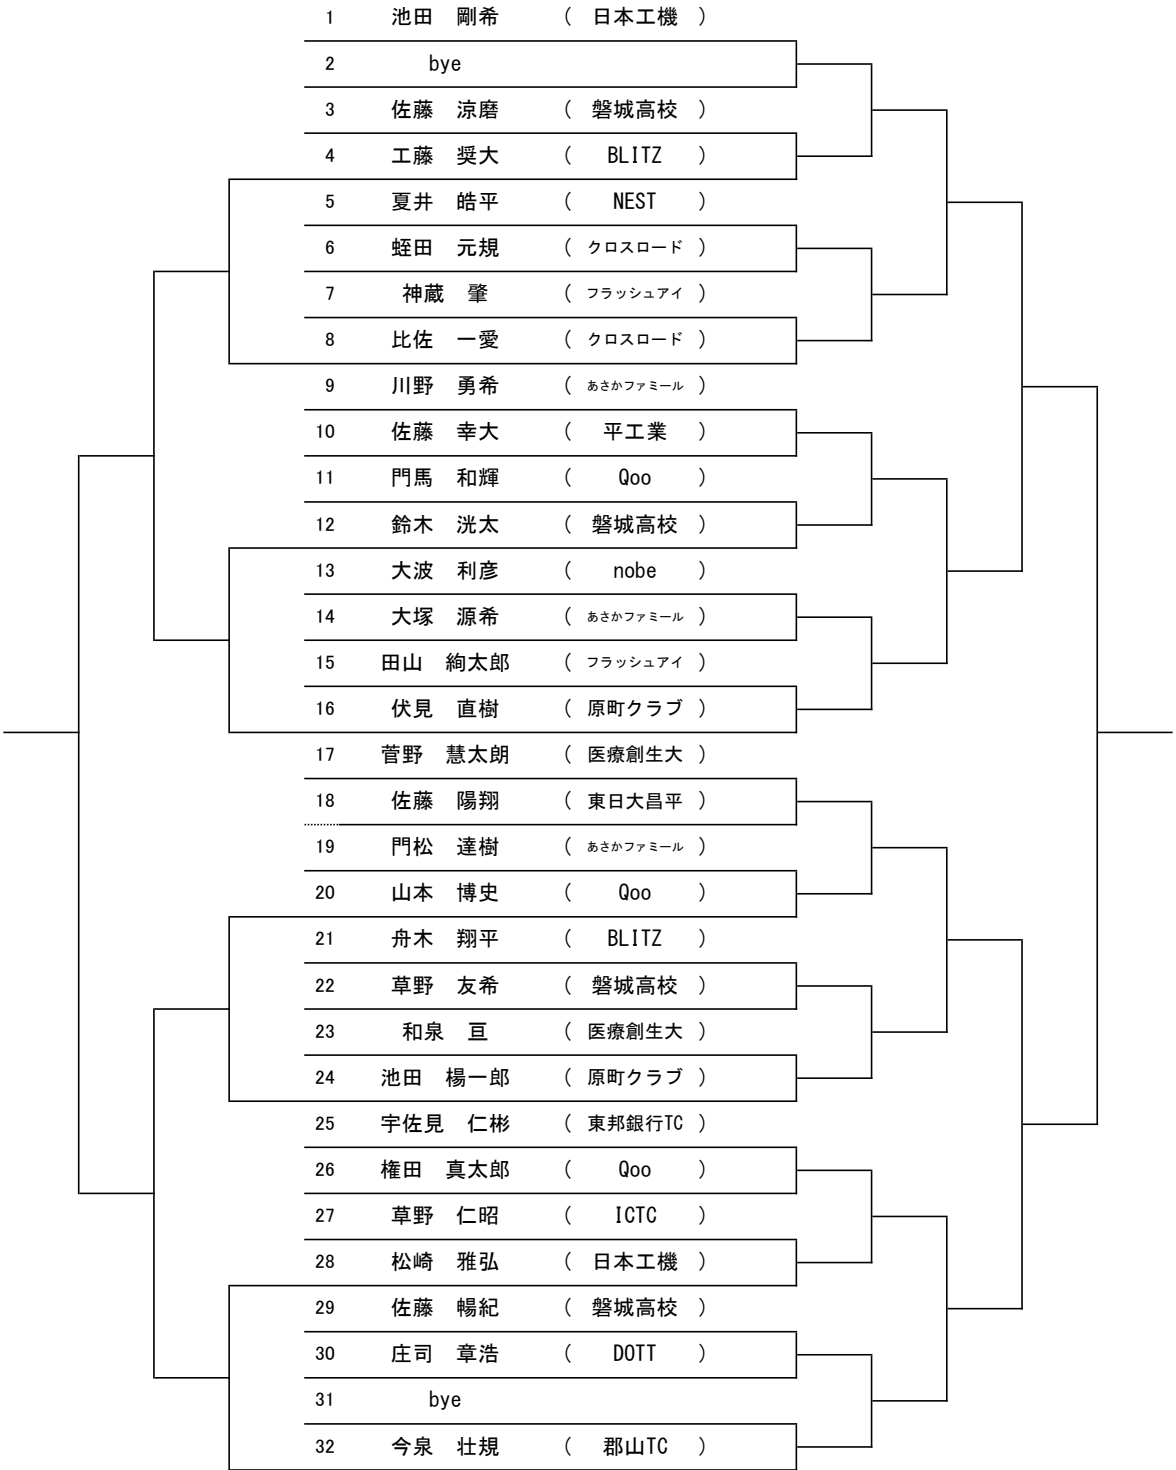 1 池田 剛希 ( 日本工機 )
2 bye
3 佐藤 涼磨 ( 磐城高校 )
4 工藤 奨大 ( BLITZ )
5 夏井 皓平 ( NEST )
6 蛭田 元規 ( クロスロード )
7 神蔵 肇 ( フラッシュアイ )
8 比佐 一愛 ( クロスロード )
9 川野 勇希 ( あさかファミール )
10 佐藤 幸大 ( 平工業 )
11 門馬 和輝 ( Qoo )
12 鈴木 洸太 ( 磐城高校 )
13 大波 利彦 ( nobe )
14 大塚 源希 ( あさかファミール )
15 田山 絢太郎 ( フラッシュアイ )
16 伏見 直樹 ( 原町クラブ )
17 菅野 慧太朗 ( 医療創生大 )
18 佐藤 陽翔 ( 東日大昌平 )
19 門松 達樹 ( あさかファミール )
20 山本 博史 ( Qoo )
21 舟木 翔平 ( BLITZ )
22 草野 友希 ( 磐城高校 )
23 和泉 亘 ( 医療創生大 )
24 池田 楊一郎 ( 原町クラブ )
25 宇佐見 仁彬 ( 東邦銀行TC )
26 権田 真太郎 ( Qoo )
27 草野 仁昭 ( ICTC )
28 松崎 雅弘 ( 日本工機 )
29 佐藤 暢紀 ( 磐城高校 )
30 庄司 章浩 ( DOTT )
31 bye
32 今泉 壮規 ( 郡山TC )